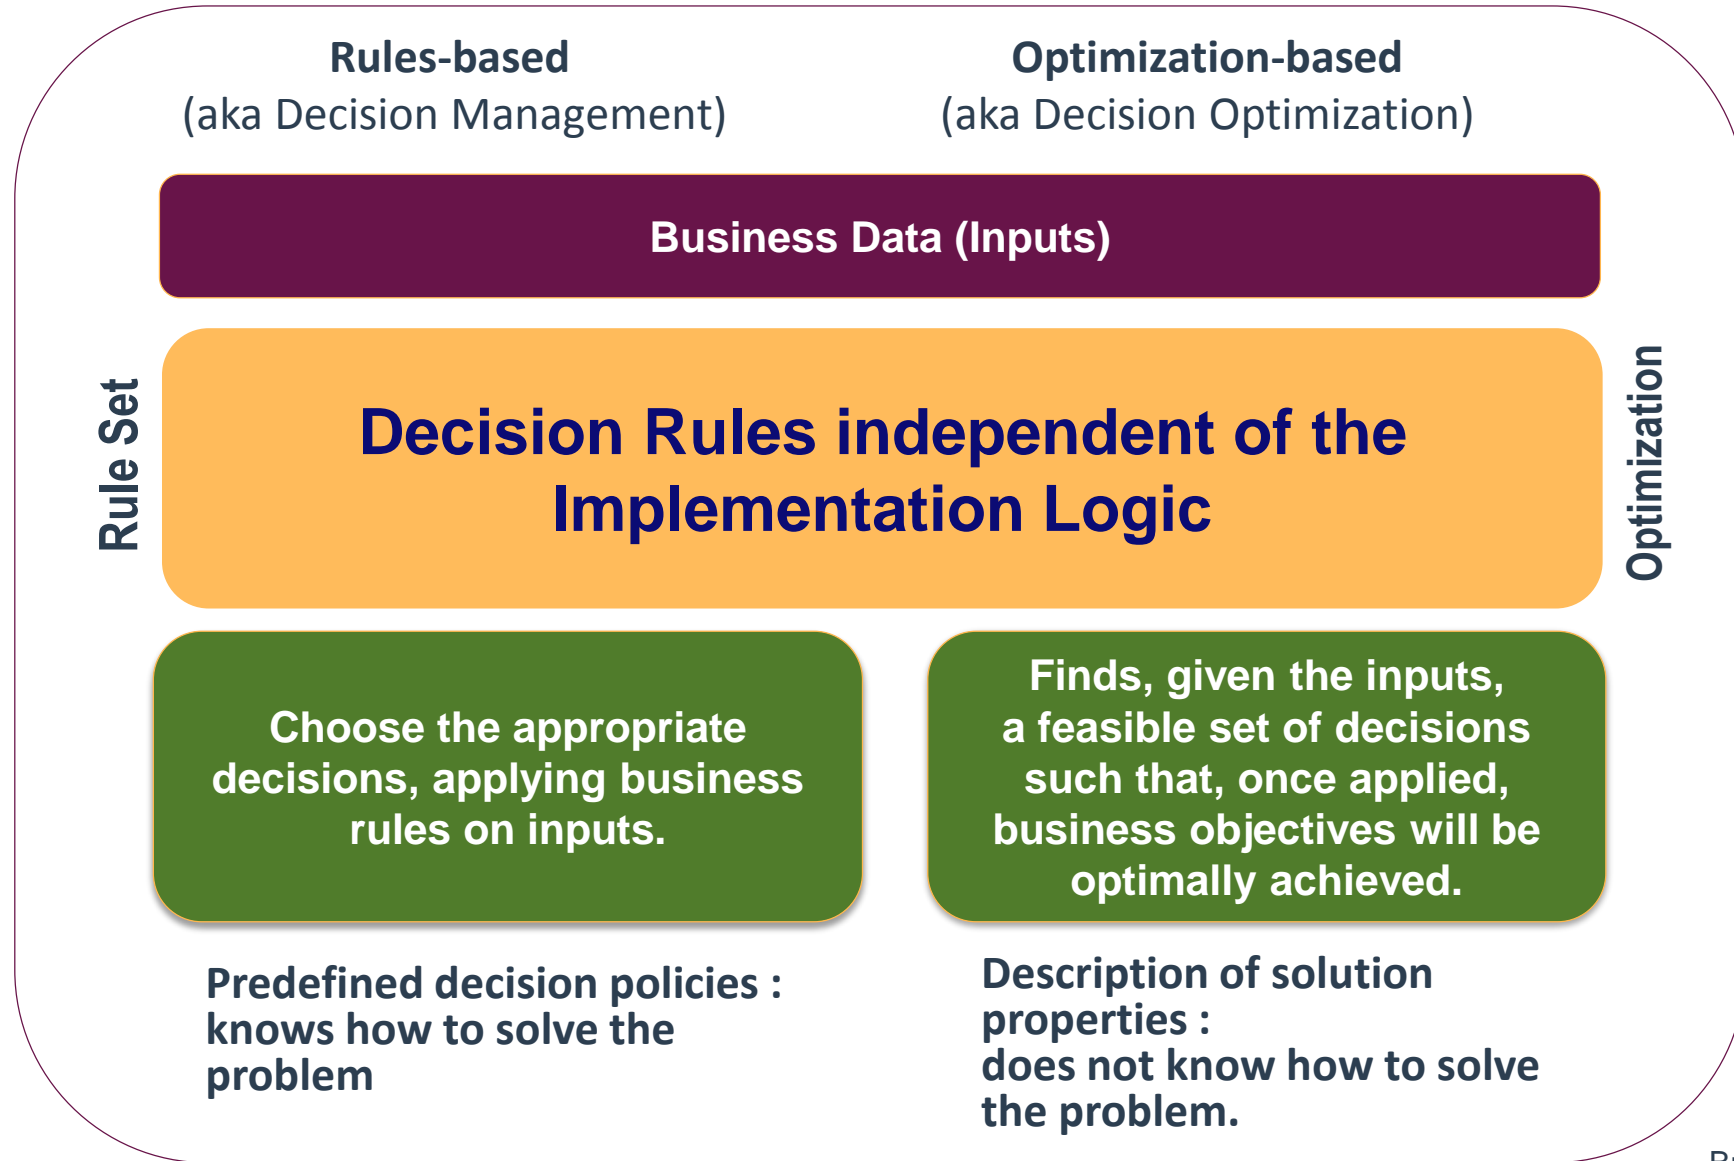 Rules-based
(aka Decision Management)
Optimization-based
(aka Decision Optimization)
Business Data (Inputs)
Rule Set
Decision Rules independent of the
Implementation Logic
Optimization
Choose the appropriate
decisions, applying business
rules on inputs.
Finds, given the inputs,
a feasible set of decisions
such that, once applied,
business objectives will be
optimally achieved.
Predefined decision policies :
knows how to solve the
problem
Description of solution
properties :
does not know how to solve
the problem.